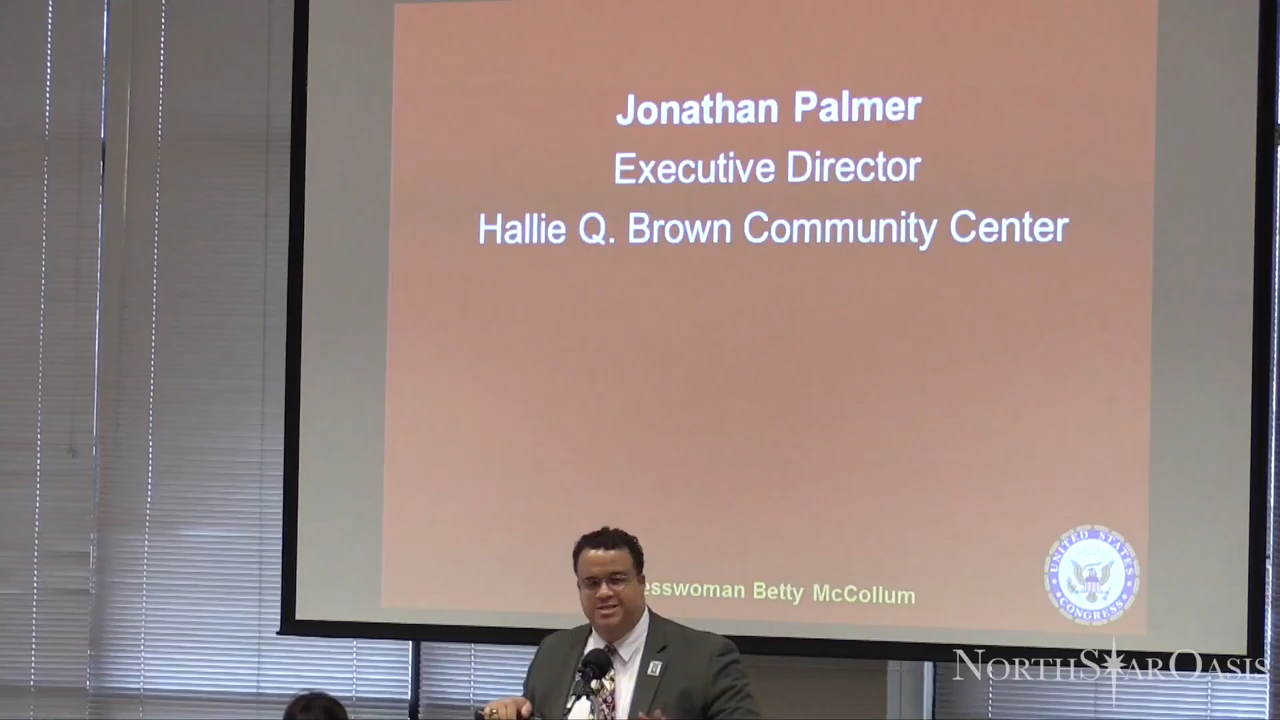 Jonathan Palmer
Executive Director
Hallie Q. Brown Community Center
esswoman Betty McCollum
UNITED STATES
CONGRESS
NORTHSTAROASIS